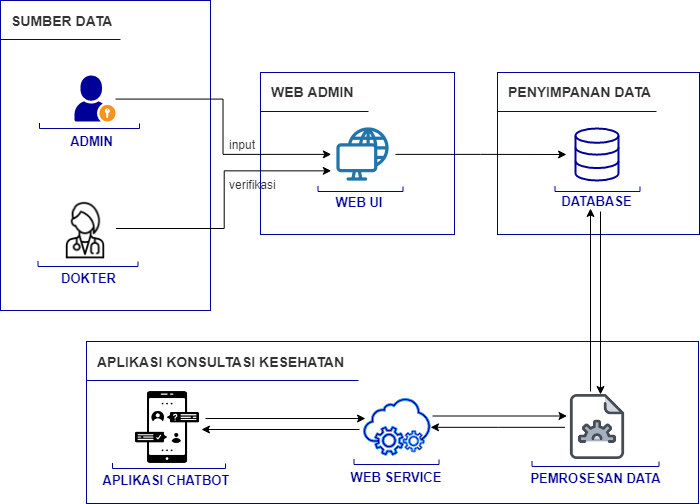 SUMBER DATA
ADMIN
DOKTER
input
verifikasi
WEB ADMIN
WEB UI
PENYIMPANAN DATA
DATABASE
APLIKASI KONSULTASI KESEHATAN
APLIKASI CHATBOT
WEB SERVICE
PEMROSESAN DATA